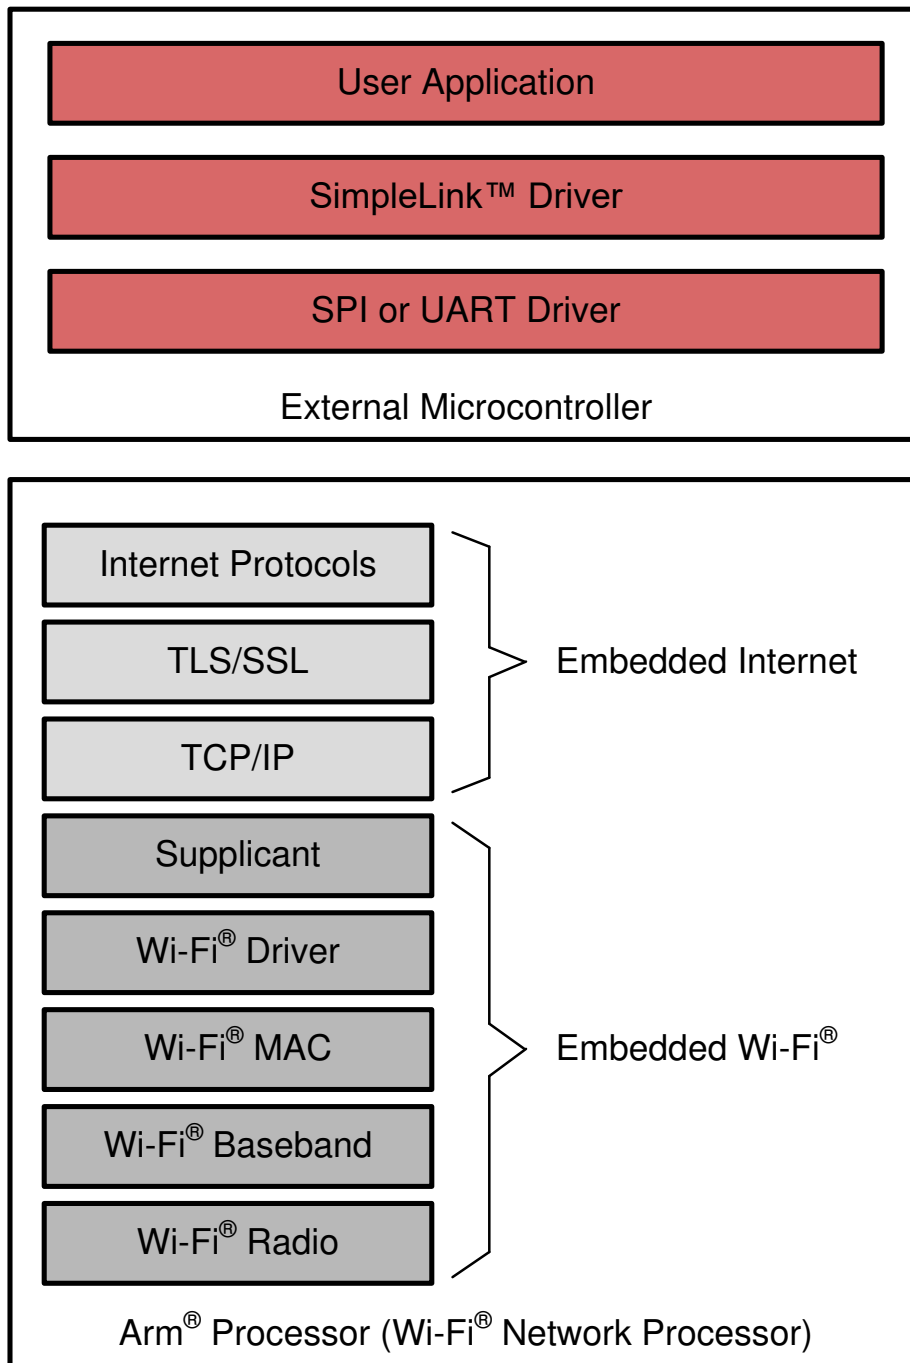 User Application
SimpleLink™ Driver
SPI or UART Driver
External Microcontroller
Internet Protocols
TLS/SSL
TCP/IP
Embedded Internet
Supplicant
Wi-Fi® Driver
Wi-Fi® MAC
Wi-Fi® Baseband
Wi-Fi® Radio
Embedded Wi-Fi®
Arm® Processor (Wi-Fi® Network Processor)